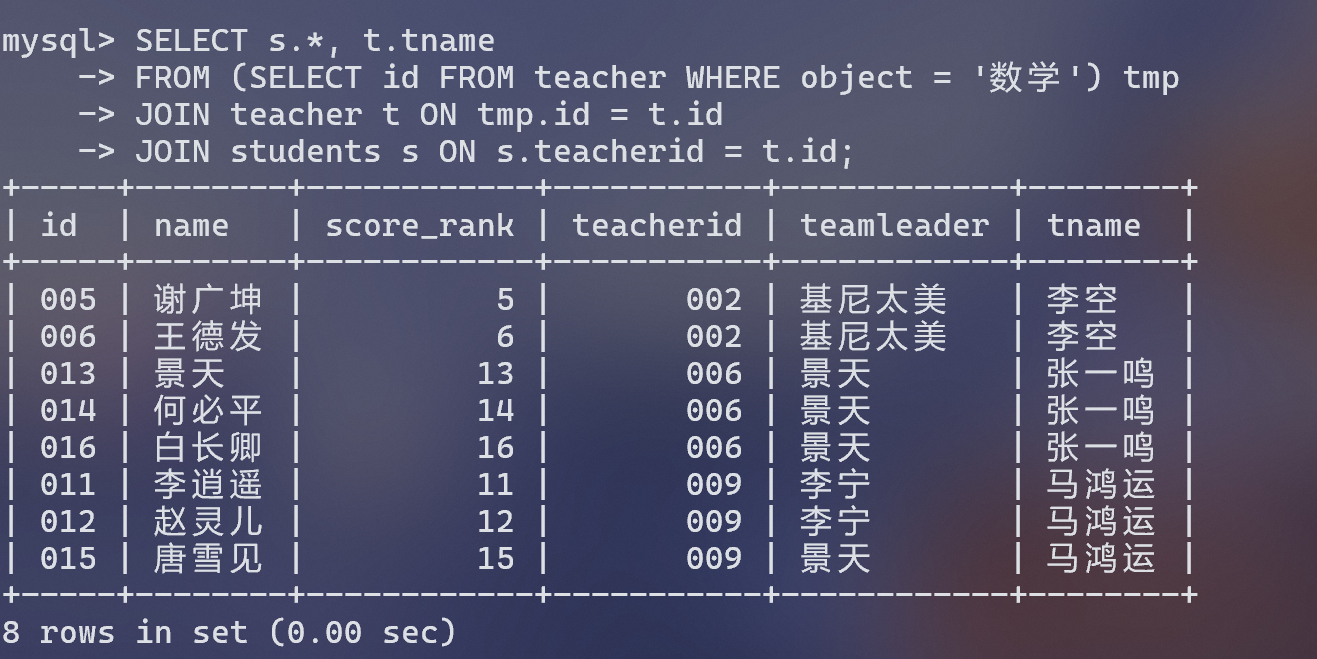 mysql> SELECT s.*, t.tname
    -> FROM (SELECT id FROM teacher WHERE object = '数学') tmp
    -> JOIN teacher t ON tmp.id = t.id
    -> JOIN students s ON s.teacherid = t.id;
+-----+--------+------------+-----------+------------+--------+
| id  | name   | score_rank | teacherid | teamleader | tname  |
+-----+--------+------------+-----------+------------+--------+
| 005 | 谢广坤 |          5 |       002 | 基尼太美   | 李空   |
| 006 | 王德发 |          6 |       002 | 基尼太美   | 李空   |
| 013 | 景天   |         13 |       006 | 景天       | 张一鸣 |
| 014 | 何必平 |         14 |       006 | 景天       | 张一鸣 |
| 016 | 白长卿 |         16 |       006 | 景天       | 张一鸣 |
| 011 | 李逍遥 |         11 |       009 | 李宁       | 马鸿运 |
| 012 | 赵灵儿 |         12 |       009 | 李宁       | 马鸿运 |
| 015 | 唐雪见 |         15 |       009 | 景天       | 马鸿运 |
+-----+--------+------------+-----------+------------+--------+
8 rows in set (0.00 sec)